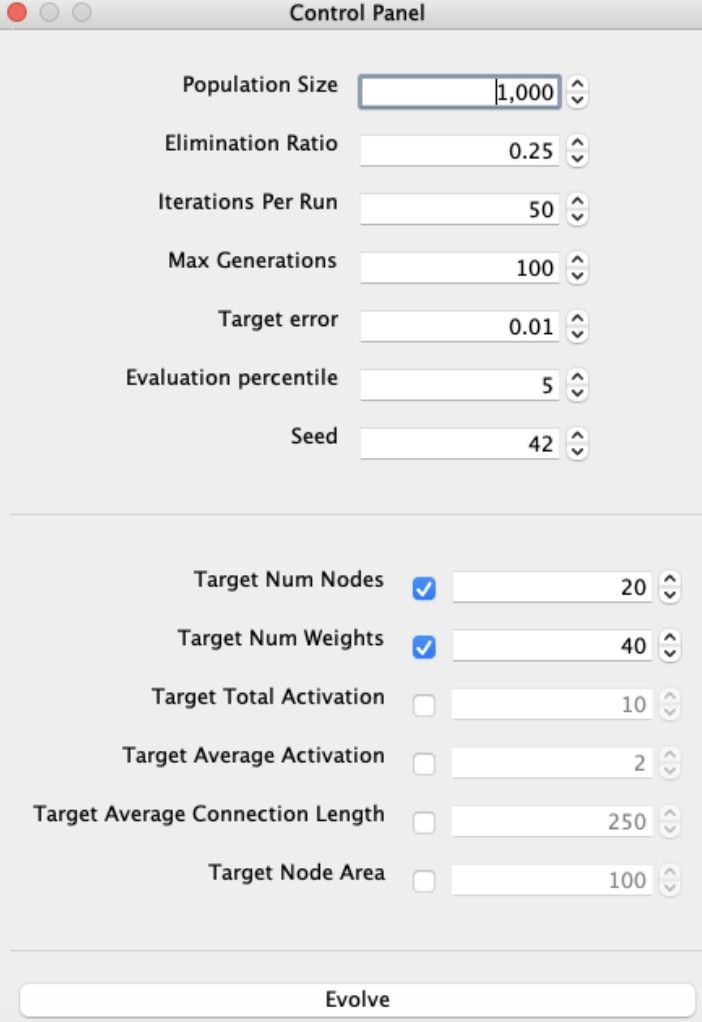 Control Panel
Population Size 1,000
Elimination Ratio 0.25
Iterations Per Run 50
Max Generations 100
Target error 0.01
Evaluation percentile 5
Seed 42
Target Num Nodes 20
Target Num Weights 40
Target Total Activation 10
Target Average Activation 2
Target Average Connection Length 250
Target Node Area 100
Evolve